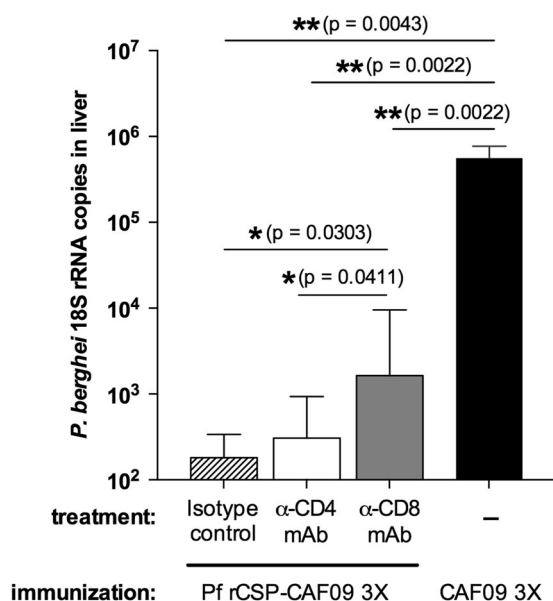 ** (p = 0.0043)
** (p = 0.0022)
** (p = 0.0022)
* (p = 0.0303)
* (p = 0.0411)
P. berghei 18S rRNA copies in liver
10⁷
10⁶
10⁵
10⁴
10³
10²
treatment: Isotype control α-CD4 mAb α-CD8 mAb –
immunization: Pf rCSP-CAF09 3X CAF09 3X